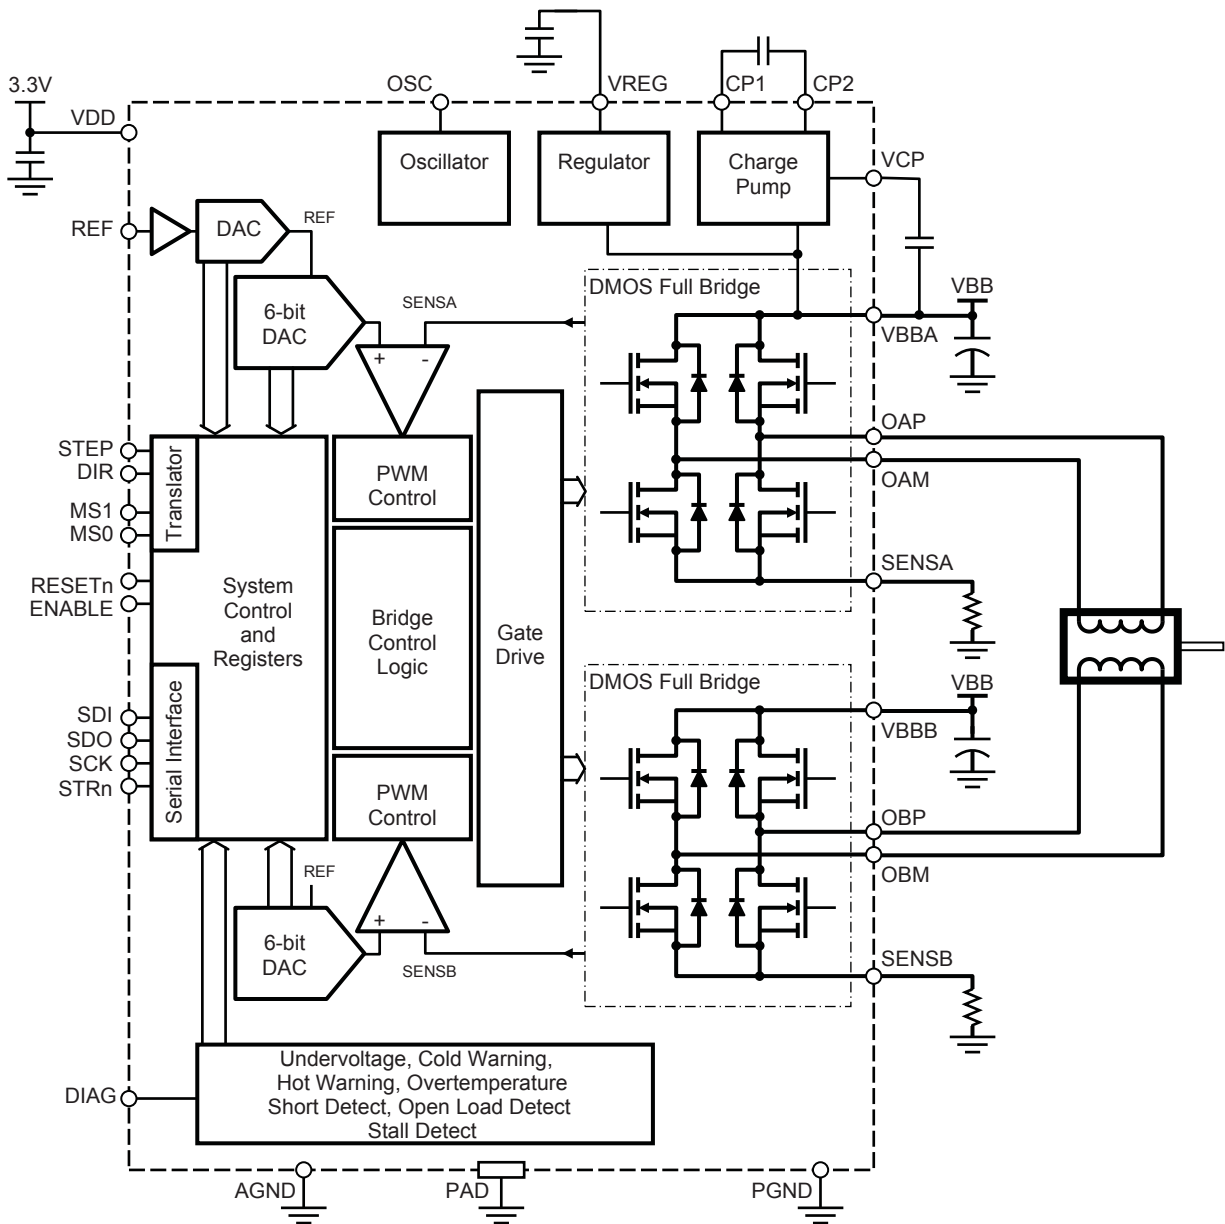 OSC
VREG
CP1
CP2
3.3V
VDD
Oscillator
Regulator
Charge
Pump
VCP
REF
DAC
REF
VBB
DMOS Full Bridge
SENSA
6-bit
DAC
VBBA
+ -
OAP
STEP
DIR
MS1
MS0
Translator
PWM
Control
OAM
SENSA
RESETn
ENABLE
System
Control
and
Registers
Bridge
Control
Logic
Gate
Drive
DMOS Full Bridge
VBB
VBBB
SDI
SDO
SCK
STRn
Serial Interface
PWM
Control
OBP
OBM
REF
+ -
6-bit
DAC
SENSB
SENSB
Undervoltage, Cold Warning,
Hot Warning, Overtemperature
Short Detect, Open Load Detect
Stall Detect
DIAG
AGND
PAD
PGND